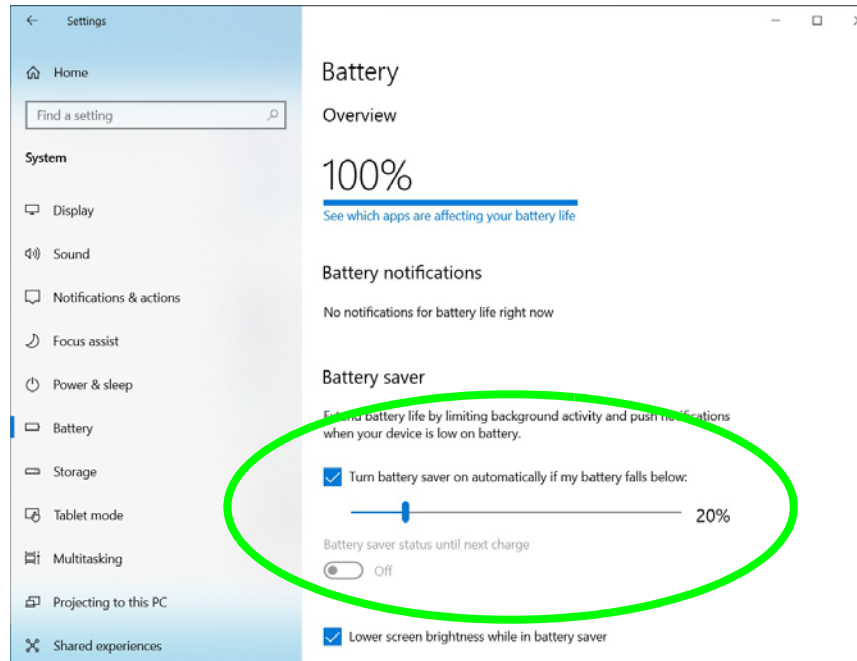 Settings
Home
Find a setting
System
Display
Sound
Notifications & actions
Focus assist
Power & sleep
Battery
Storage
Tablet mode
Multitasking
Projecting to this PC
Shared experiences
Battery
Overview
100%
See which apps are affecting your battery life
Battery notifications
No notifications for battery life right now
Battery saver
Extend battery life by limiting background activity and push notifications
when your device is low on battery.
Turn battery saver on automatically if my battery falls below:
20%
Battery saver status until next charge
Off
Lower screen brightness while in battery saver